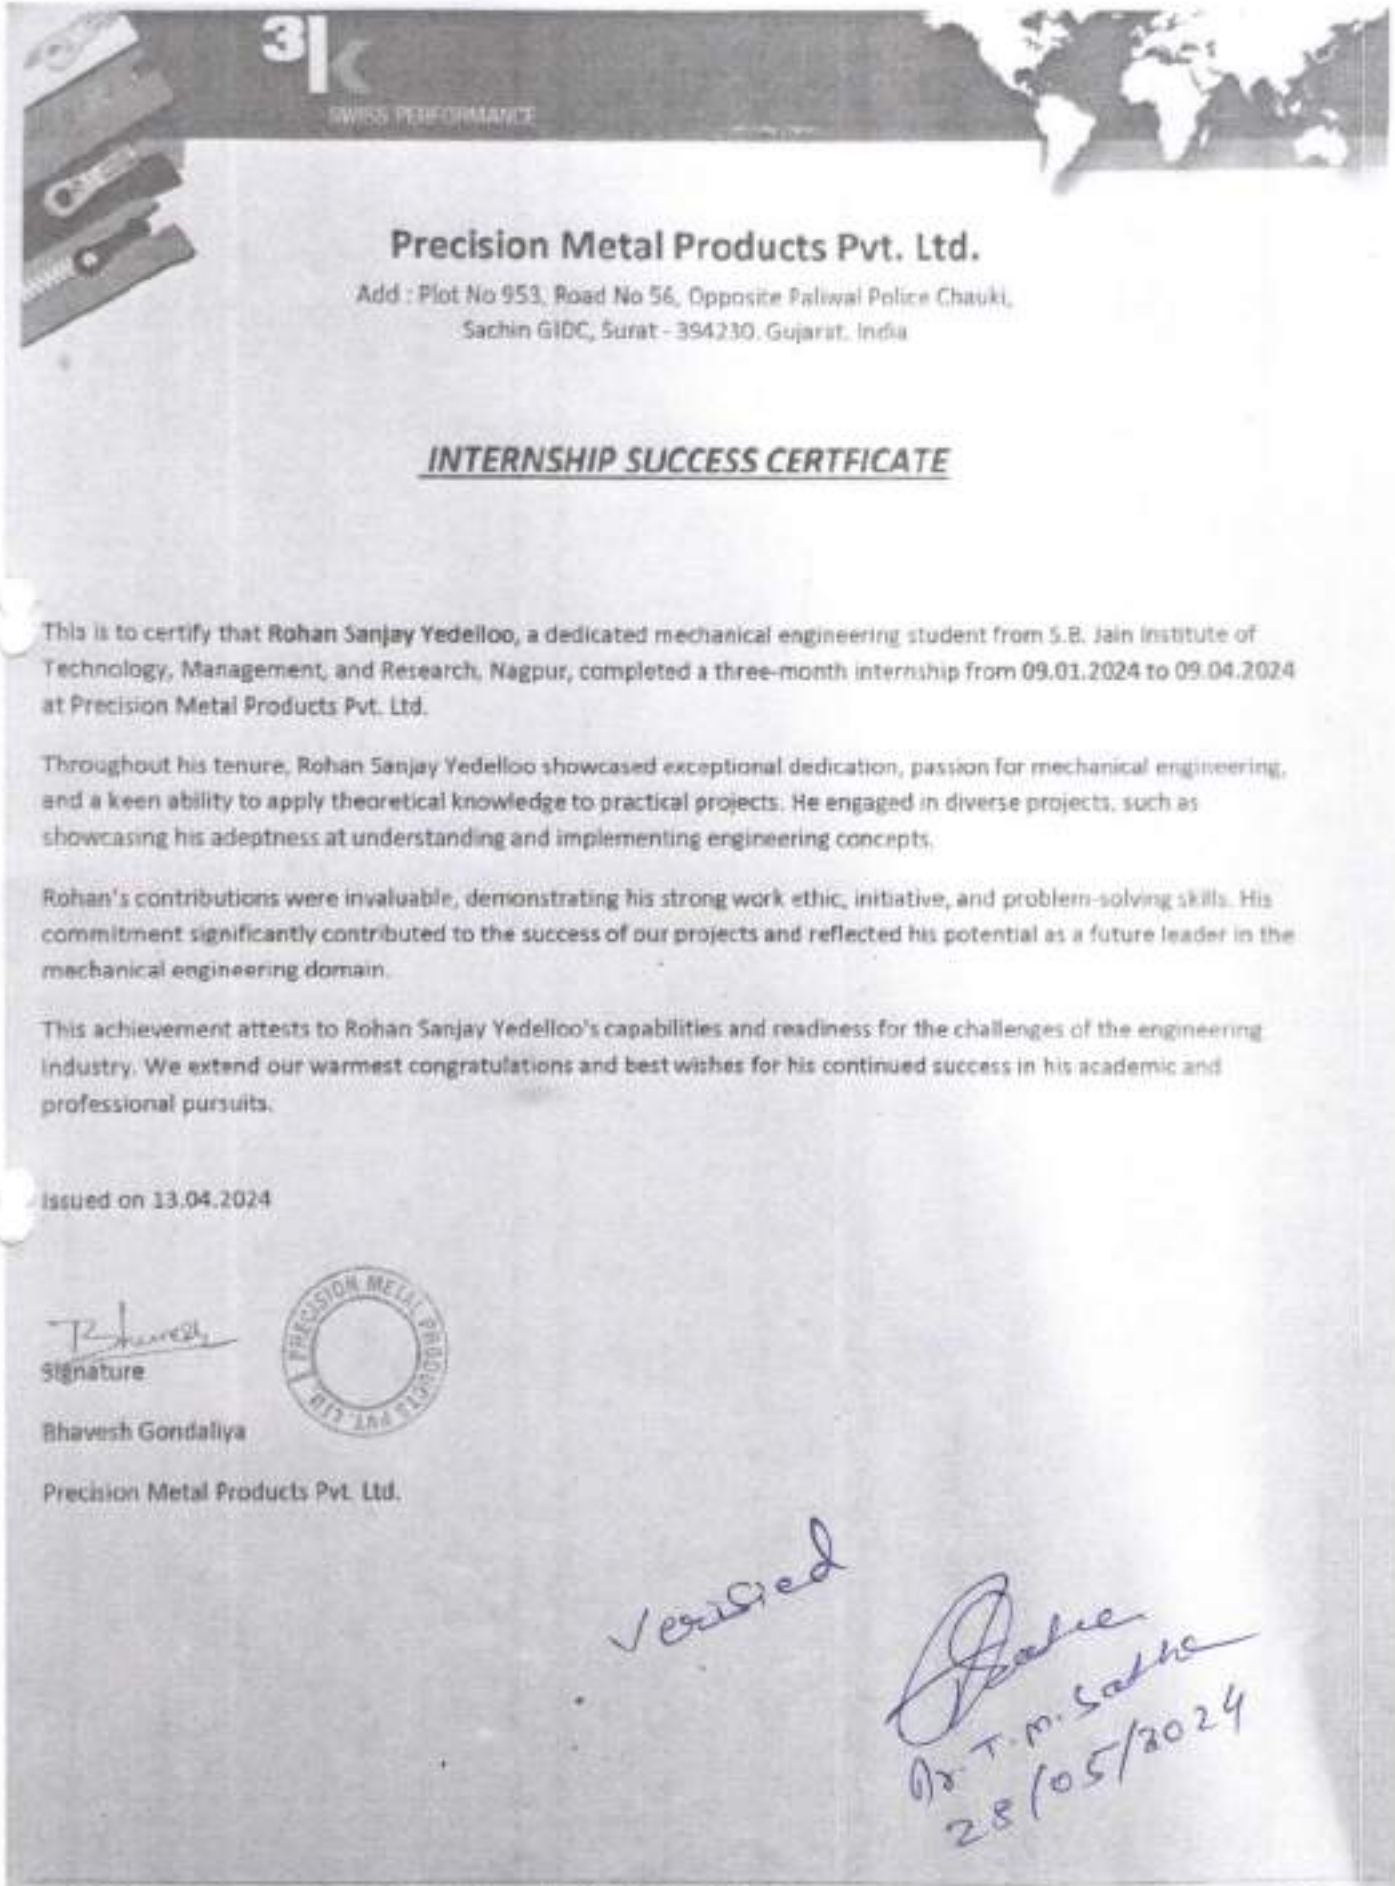 3K
SWISS PERFORMANCE
Precision Metal Products Pvt. Ltd.
Add : Plot No 953, Road No 56, Opposite Paliwal Police Chauki,
Sachin GIDC, Surat - 394230. Gujarat. India
INTERNSHIP SUCCESS CERTFICATE
This is to certify that Rohan Sanjay Yedelloo, a dedicated mechanical engineering student from S.B. Jain Institute of
Technology, Management, and Research, Nagpur, completed a three-month internship from 09.01.2024 to 09.04.2024
at Precision Metal Products Pvt. Ltd.
Throughout his tenure, Rohan Sanjay Yedelloo showcased exceptional dedication, passion for mechanical engineering,
and a keen ability to apply theoretical knowledge to practical projects. He engaged in diverse projects, such as
showcasing his adeptness at understanding and implementing engineering concepts.
Rohan's contributions were invaluable, demonstrating his strong work ethic, initiative, and problem-solving skills. His
commitment significantly contributed to the success of our projects and reflected his potential as a future leader in the
mechanical engineering domain.
This achievement attests to Rohan Sanjay Yedelloo's capabilities and readiness for the challenges of the engineering
industry. We extend our warmest congratulations and best wishes for his continued success in his academic and
professional pursuits.
Issued on 13.04.2024
Bhavesh
PRECISION METAL PRODUCTS PVT. LTD.
Signature
Bhavesh Gondaliya
Precision Metal Products Pvt. Ltd.
Verified
Dr. T. M. Sathe
28/05/2024